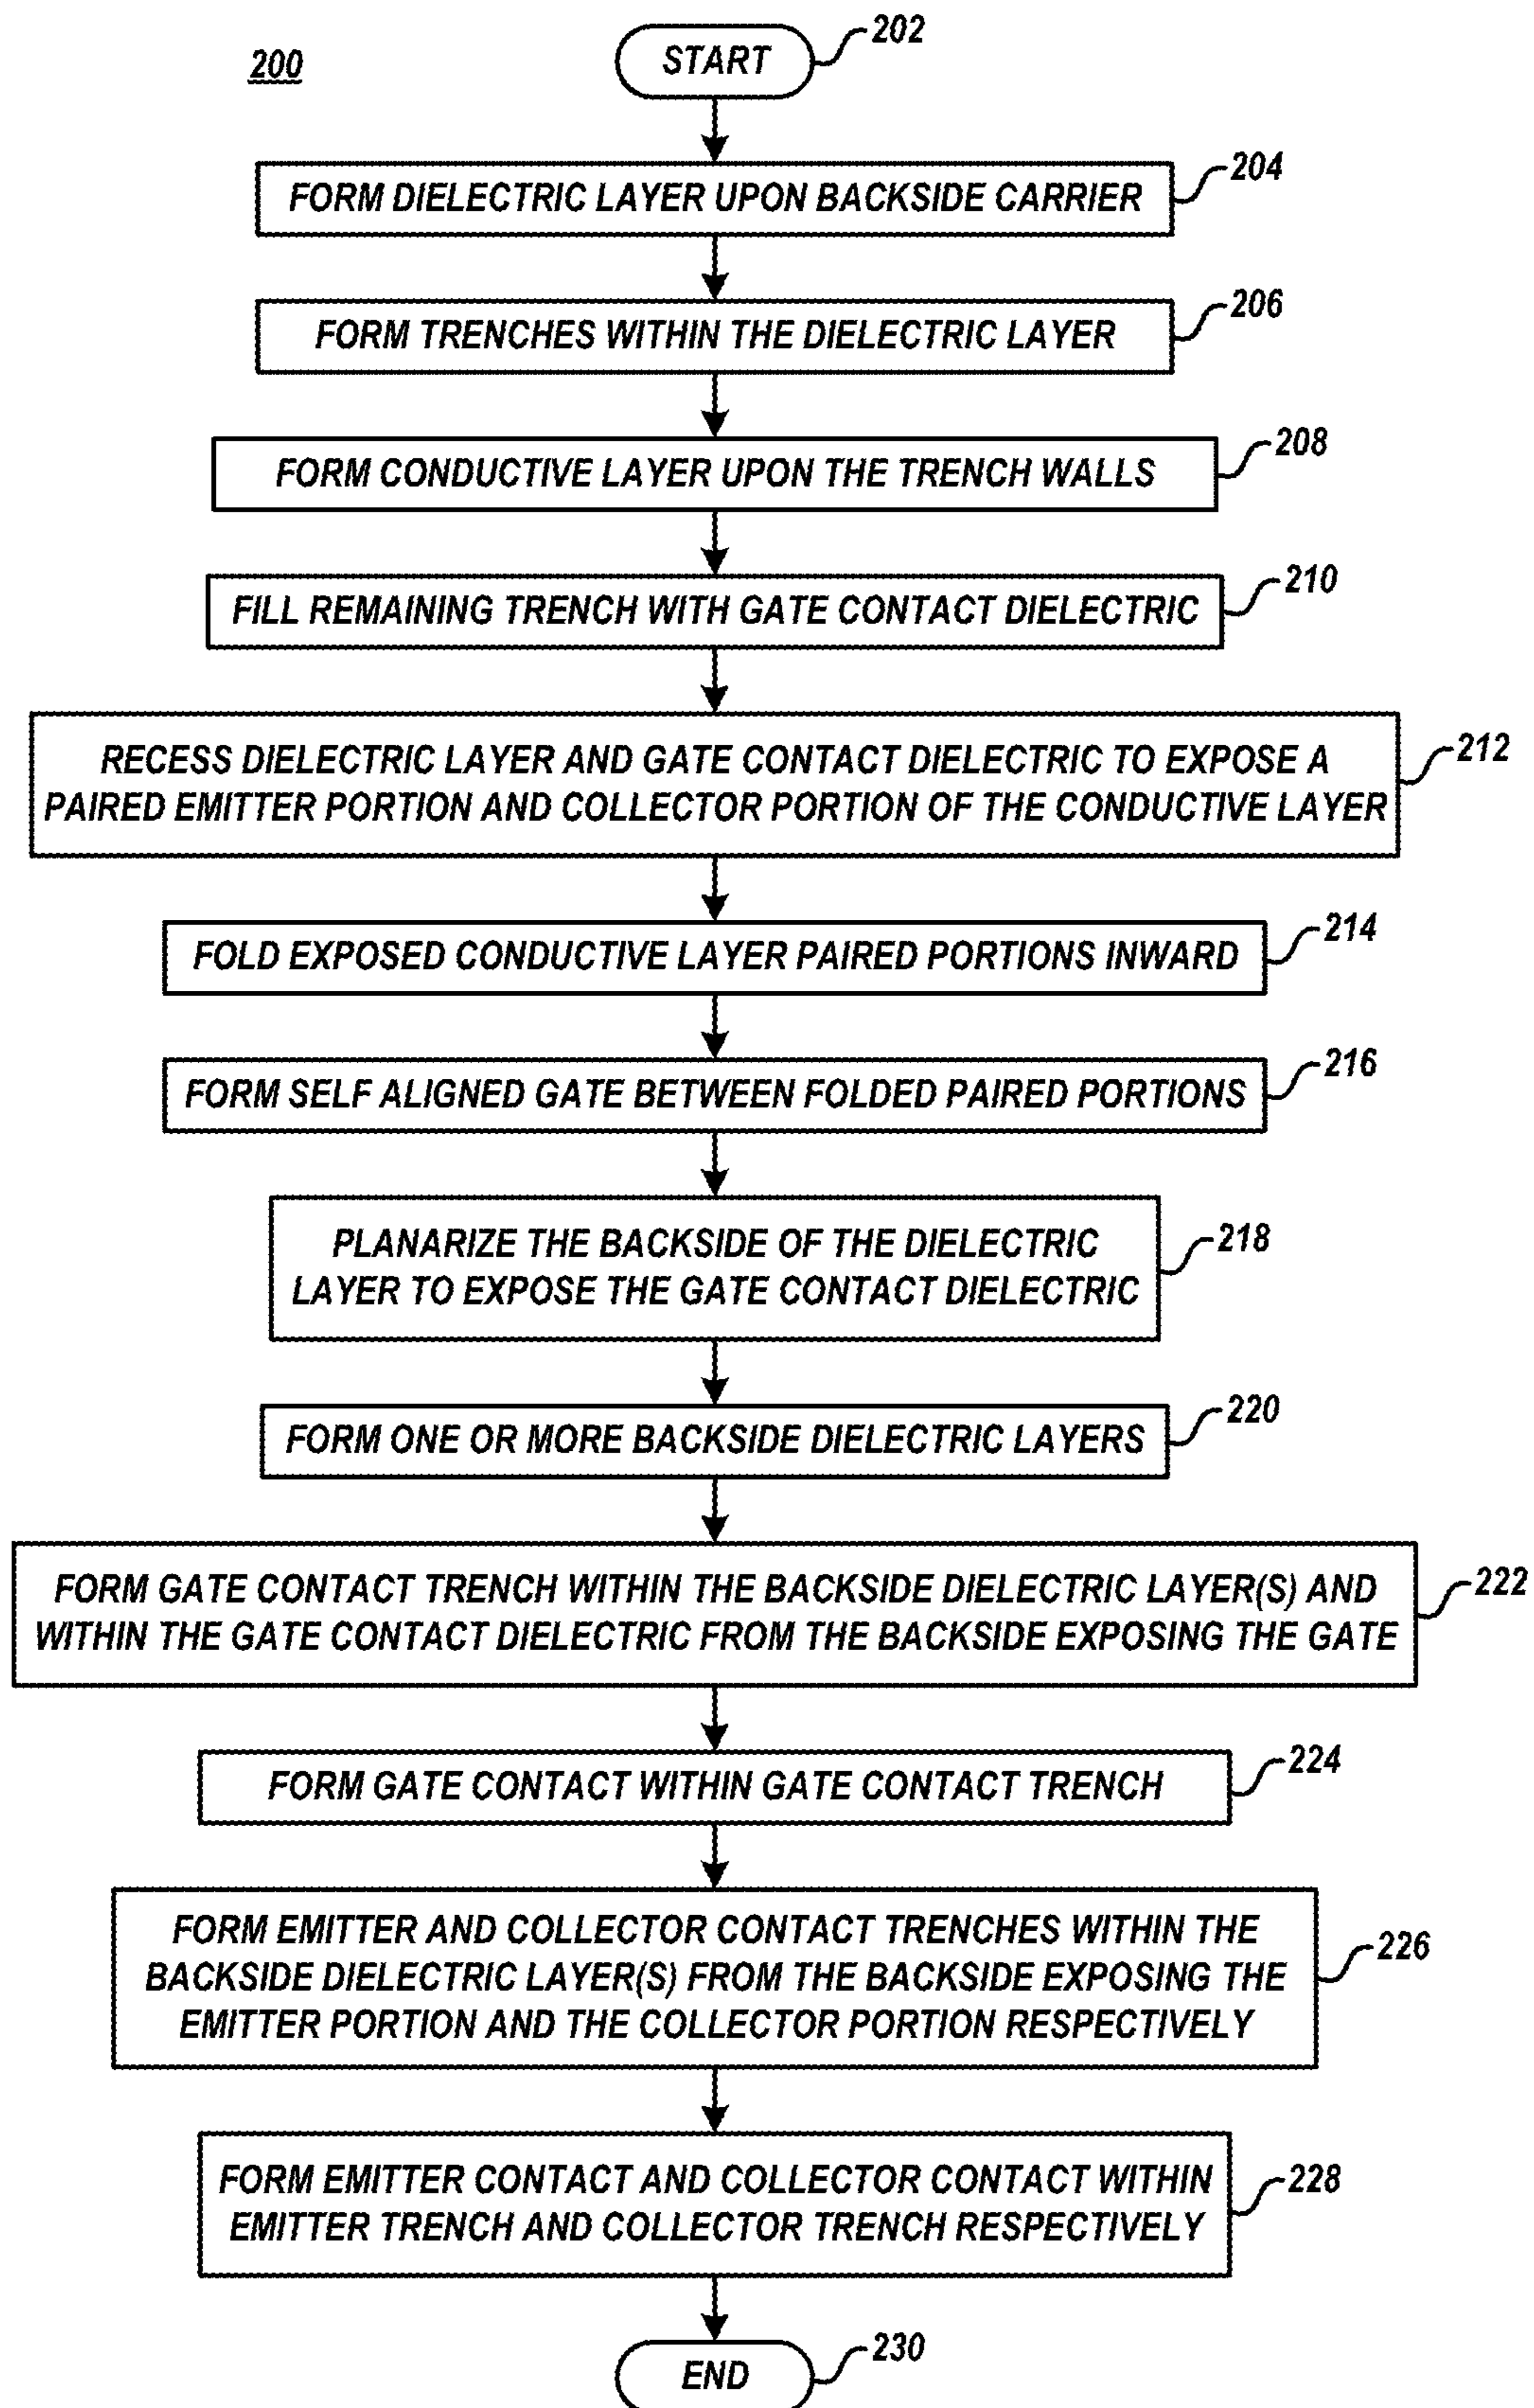 200
START
202
FORM DIELECTRIC LAYER UPON BACKSIDE CARRIER
204
FORM TRENCHES WITHIN THE DIELECTRIC LAYER
206
FORM CONDUCTIVE LAYER UPON THE TRENCH WALLS
208
FILL REMAINING TRENCH WITH GATE CONTACT DIELECTRIC
210
RECESS DIELECTRIC LAYER AND GATE CONTACT DIELECTRIC TO EXPOSE A
PAIRED EMITTER PORTION AND COLLECTOR PORTION OF THE CONDUCTIVE LAYER
212
FOLD EXPOSED CONDUCTIVE LAYER PAIRED PORTIONS INWARD
214
FORM SELF ALIGNED GATE BETWEEN FOLDED PAIRED PORTIONS
216
PLANARIZE THE BACKSIDE OF THE DIELECTRIC
LAYER TO EXPOSE THE GATE CONTACT DIELECTRIC
218
FORM ONE OR MORE BACKSIDE DIELECTRIC LAYERS
220
FORM GATE CONTACT TRENCH WITHIN THE BACKSIDE DIELECTRIC LAYER(S) AND
WITHIN THE GATE CONTACT DIELECTRIC FROM THE BACKSIDE EXPOSING THE GATE
222
FORM GATE CONTACT WITHIN GATE CONTACT TRENCH
224
FORM EMITTER AND COLLECTOR CONTACT TRENCHES WITHIN THE
BACKSIDE DIELECTRIC LAYER(S) FROM THE BACKSIDE EXPOSING THE
EMITTER PORTION AND THE COLLECTOR PORTION RESPECTIVELY
226
FORM EMITTER CONTACT AND COLLECTOR CONTACT WITHIN
EMITTER TRENCH AND COLLECTOR TRENCH RESPECTIVELY
228
END
230